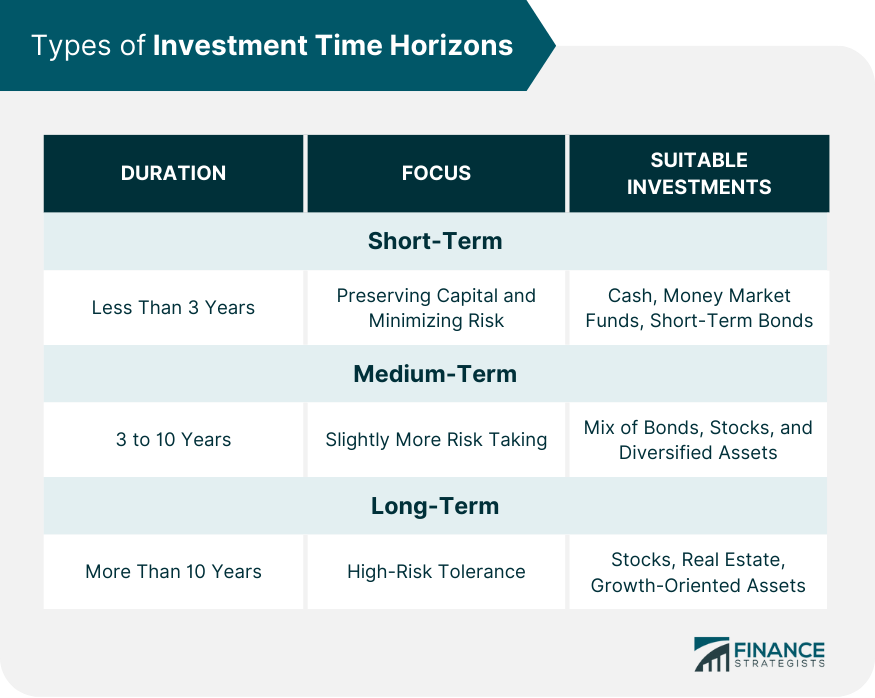 Types of Investment Time Horizons
DURATION
FOCUS
SUITABLE
INVESTMENTS
Short-Term
Less Than 3 Years
Preserving Capital and
Minimizing Risk
Cash, Money Market
Funds, Short-Term Bonds
Medium-Term
3 to 10 Years
Slightly More Risk Taking
Mix of Bonds, Stocks, and
Diversified Assets
Long-Term
More Than 10 Years
High-Risk Tolerance
Stocks, Real Estate,
Growth-Oriented Assets
FINANCE
STRATEGISTS